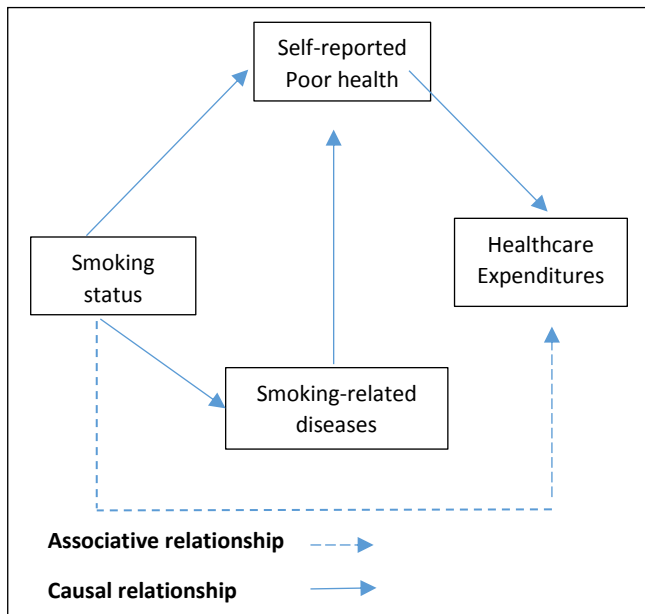 Self-reported
Poor health
Healthcare
Expenditures
Smoking
status
Smoking-related
diseases
Associative relationship
Causal relationship